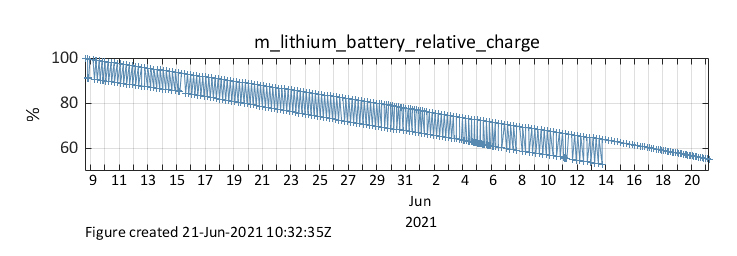 m_lithium_battery_relative_charge
100
80
60
%
9 11 13 15 17 19 21 23 25 27 29 31 2 4 6 8 10 12 14 16 18 20
Jun
2021
Figure created 21-Jun-2021 10:32:35Z